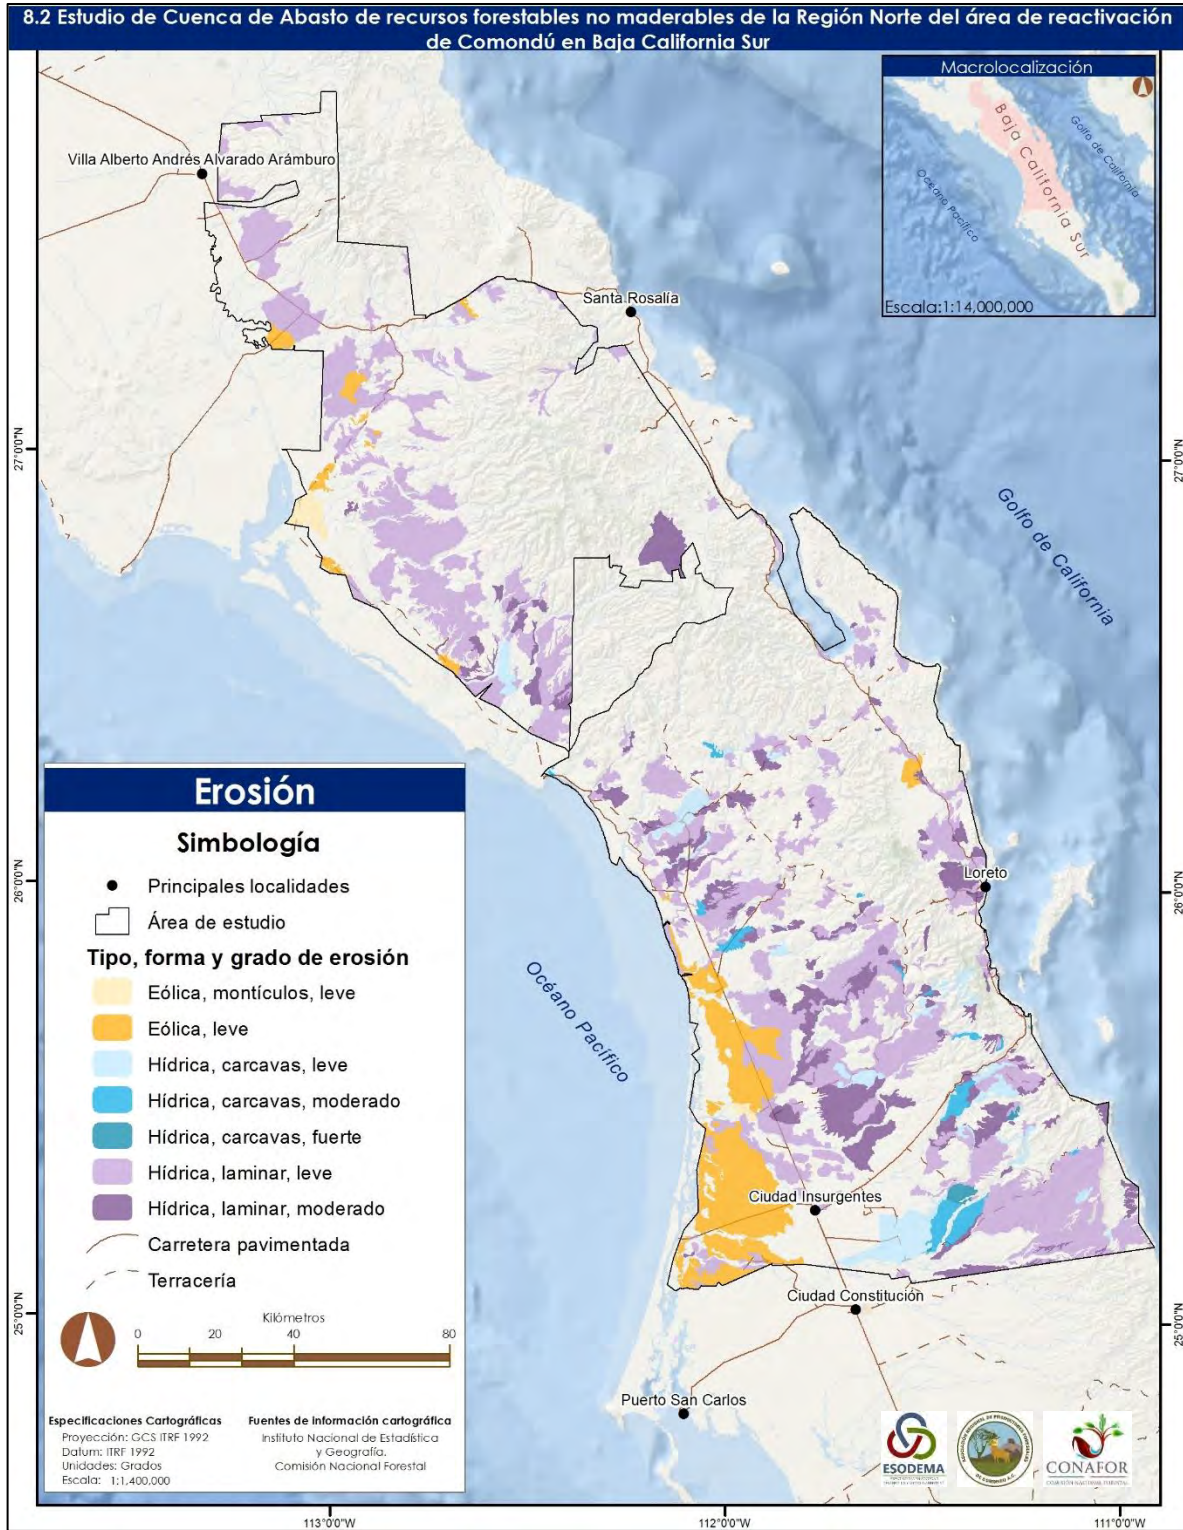 8.2 Estudio de Cuenca de Abasto de recursos forestables no maderables de la Región Norte del área de reactivación
de Comondú en Baja California Sur
Macrolocalización
Baja California Sur
Golfo de California
Océano Pacífico
Escala:1:14,000,000
Villa Alberto Andrés Alvarado Arámburo
Santa Rosalía
27°0'0"N
27°0'0"N
Golfo de California
Loreto
26°0'0"N
26°0'0"N
Océano Pacífico
Ciudad Insurgentes
Ciudad Constitución
25°0'0"N
25°0'0"N
Puerto San Carlos
Erosión
Simbología
Principales localidades
Área de estudio
Tipo, forma y grado de erosión
Eólica, montículos, leve
Eólica, leve
Hídrica, carcavas, leve
Hídrica, carcavas, moderado
Hídrica, carcavas, fuerte
Hídrica, laminar, leve
Hídrica, laminar, moderado
Carretera pavimentada
Terracería
Kilómetros
0 20 40 80
Especificaciones Cartográficas
Proyección: GCS ITRF 1992
Datum: ITRF 1992
Unidades: Grados
Escala: 1:1,400,000
Fuentes de información cartográfica
Instituto Nacional de Estadística
y Geografía.
Comisión Nacional Forestal
ESODEMA
CONAFOR
COMISIÓN NACIONAL FORESTAL
113°0'0"W
112°0'0"W
111°0'0"W